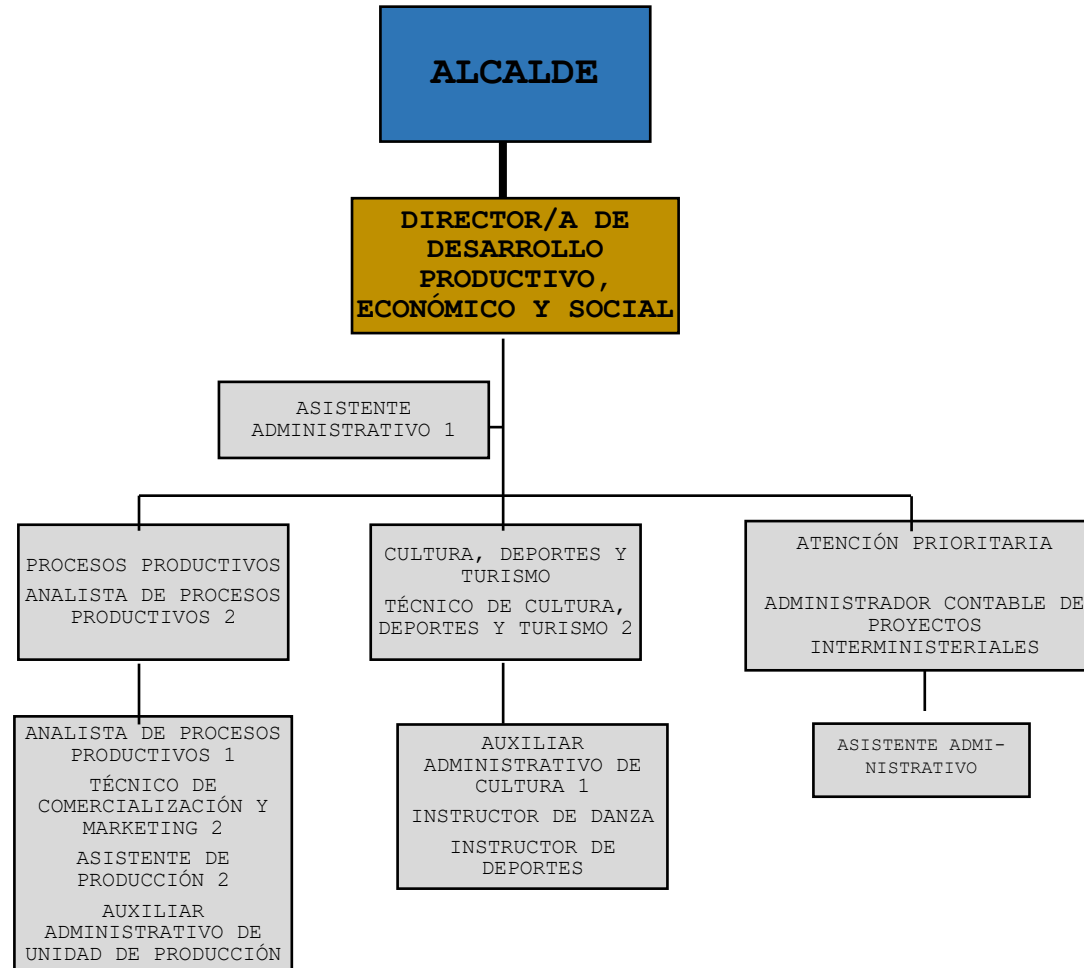 ALCALDE
DIRECTOR/A DE
DESARROLLO
PRODUCTIVO,
ECONÓMICO Y SOCIAL
ASISTENTE
ADMINISTRATIVO 1
PROCESOS PRODUCTIVOS
ANALISTA DE PROCESOS
PRODUCTIVOS 2
CULTURA, DEPORTES Y
TURISMO
TÉCNICO DE CULTURA,
DEPORTES Y TURISMO 2
ATENCIÓN PRIORITARIA
ADMINISTRADOR CONTABLE DE
PROYECTOS
INTERMINISTERIALES
ANALISTA DE PROCESOS
PRODUCTIVOS 1
TÉCNICO DE
COMERCIALIZACIÓN Y
MARKETING 2
ASISTENTE DE
PRODUCCIÓN 2
AUXILIAR
ADMINISTRATIVO DE
UNIDAD DE PRODUCCIÓN
AUXILIAR
ADMINISTRATIVO DE
CULTURA 1
INSTRUCTOR DE DANZA
INSTRUCTOR DE
DEPORTES
ASISTENTE ADMI-
NISTRATIVO